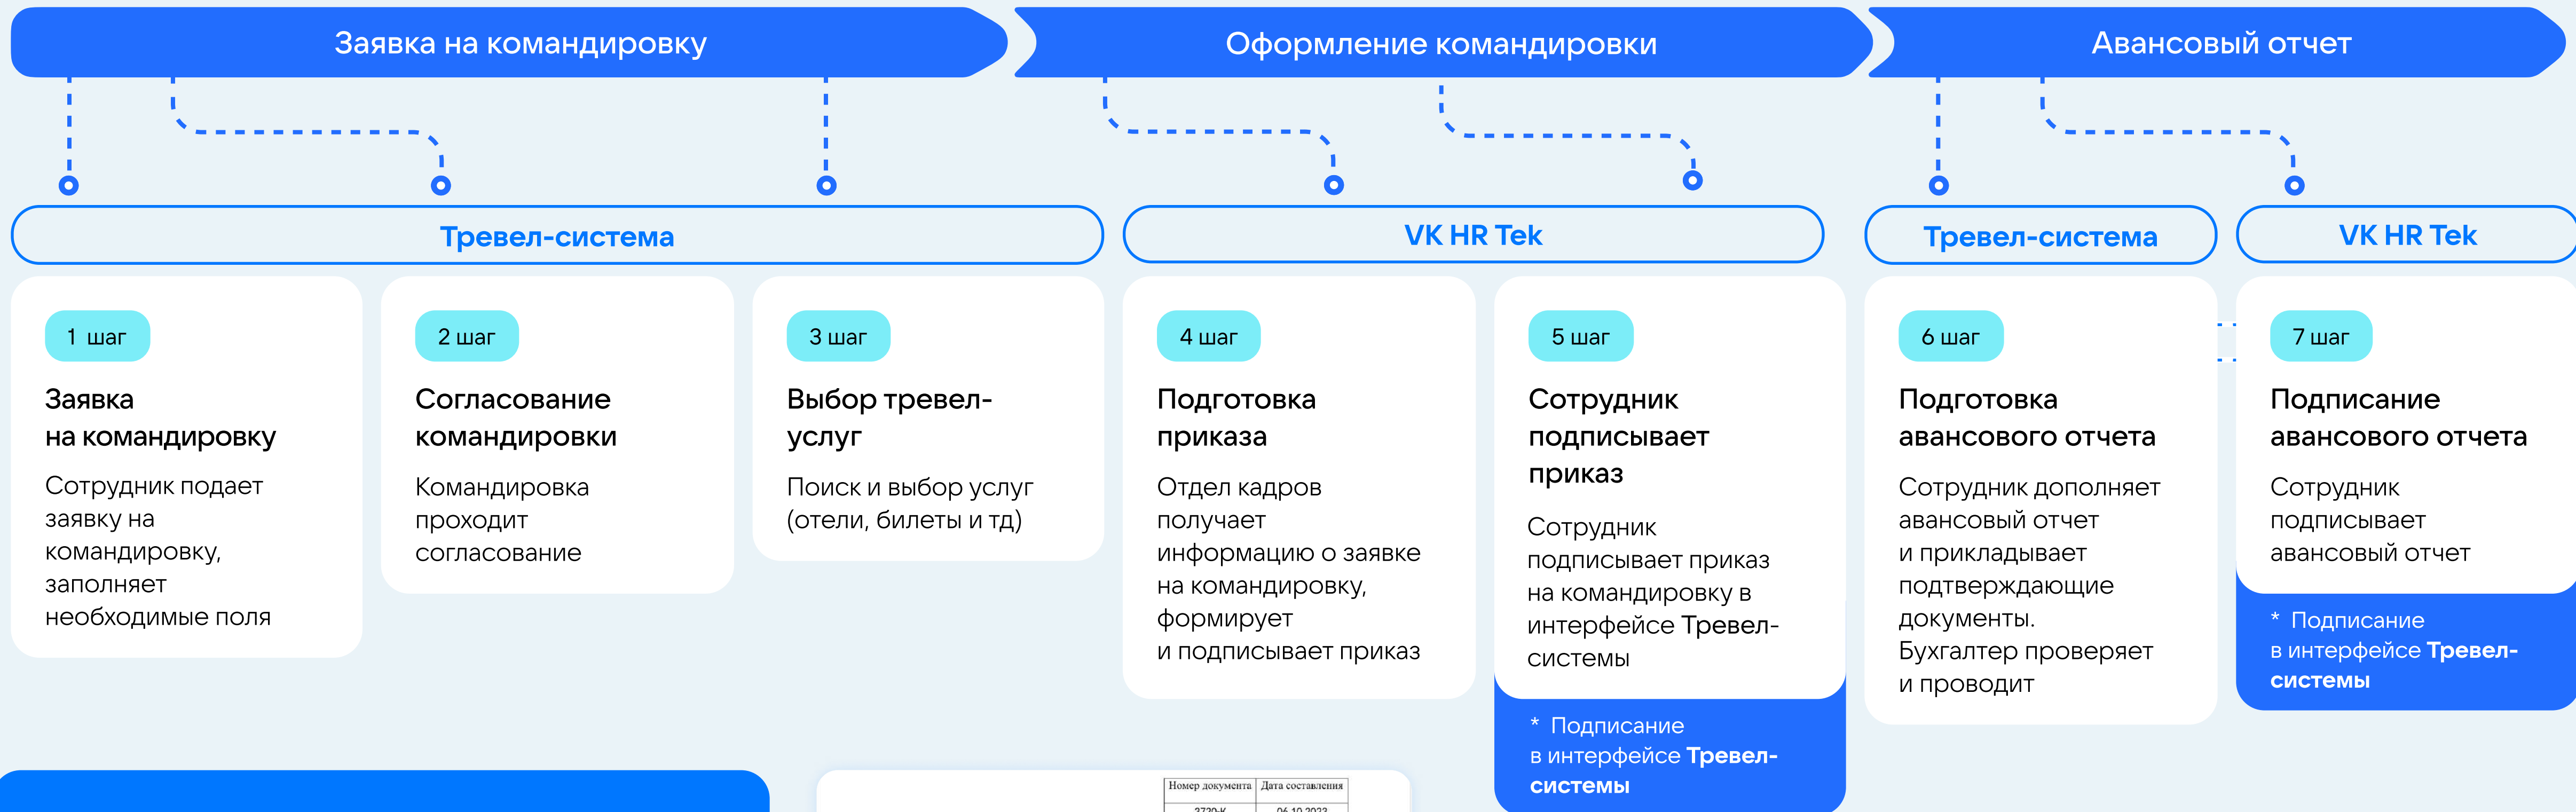 Заявка на командировку
Оформление командировки
Авансовый отчет
Тревел-система
VK HR Tek
Тревел-система
VK HR Tek
1 шаг
Заявка
на командировку
Сотрудник подает
заявку на
командировку,
заполняет
необходимые поля
2 шаг
Согласование
командировки
Командировка
проходит
согласование
3 шаг
Выбор тревел-
услуг
Поиск и выбор услуг
(отели, билеты и тд)
4 шаг
Подготовка
приказа
Отдел кадров
получает
информацию о заявке
на командировку,
формирует
и подписывает приказ
5 шаг
Сотрудник
подписывает
приказ
Сотрудник
подписывает приказ
на командировку в
интерфейсе Тревел-
системы
* Подписание
в интерфейсе Тревел-
системы
6 шаг
Подготовка
авансового отчета
Сотрудник дополняет
авансовый отчет
и прикладывает
подтверждающие
документы.
Бухгалтер проверяет
и проводит
7 шаг
Подписание
авансового отчета
Сотрудник
подписывает
авансовый отчет
* Подписание
в интерфейсе Тревел-
системы
Номер документа Дата составления
3720-К 06.10.2023